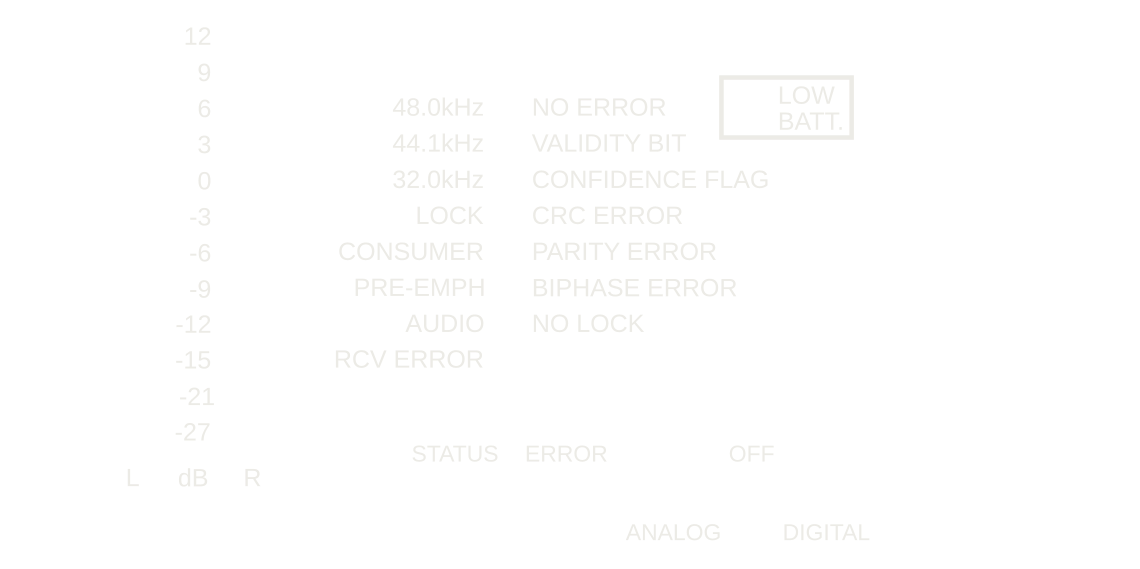 12
9
6
3
0
-3
-6
-9
-12
-15
-21
-27
L dB R
48.0kHz
44.1kHz
32.0kHz
LOCK
CONSUMER
PRE-EMPH
AUDIO
RCV ERROR
NO ERROR
VALIDITY BIT
CONFIDENCE FLAG
CRC ERROR
PARITY ERROR
BIPHASE ERROR
NO LOCK
LOW
BATT.
STATUS ERROR OFF
ANALOG DIGITAL